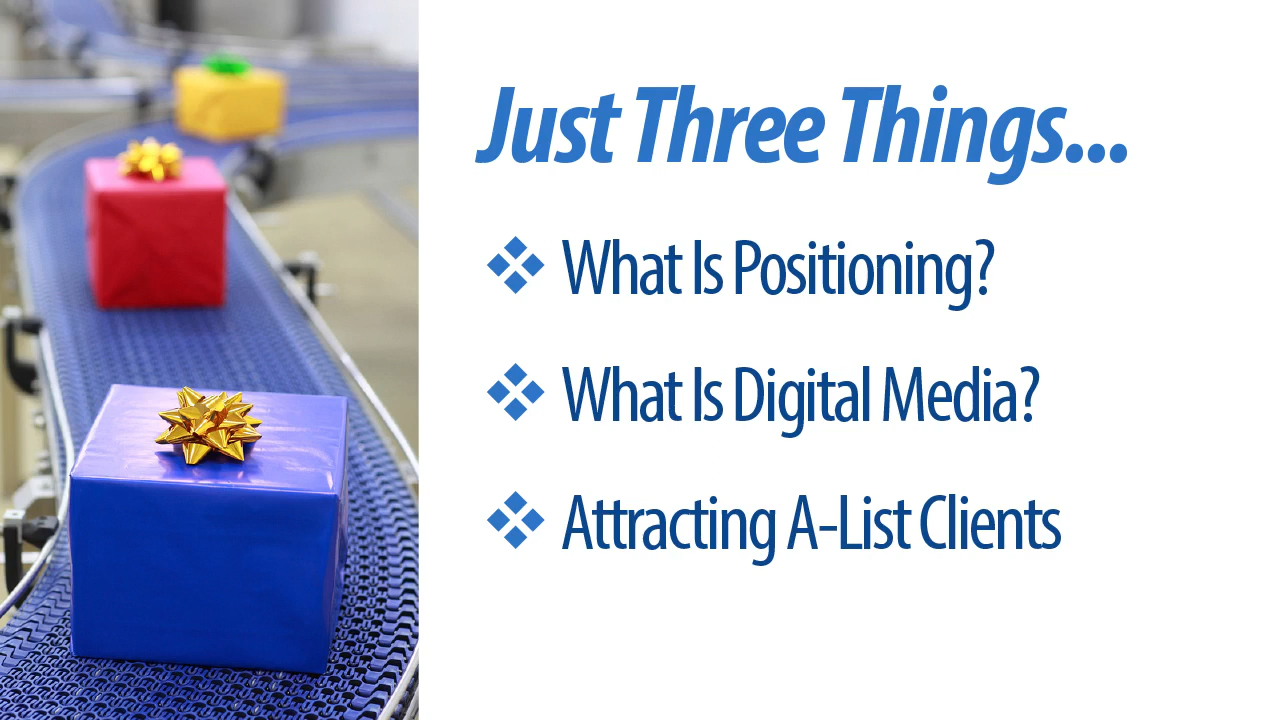 Just Three Things...
What Is Positioning?
What Is Digital Media?
Attracting A-List Clients